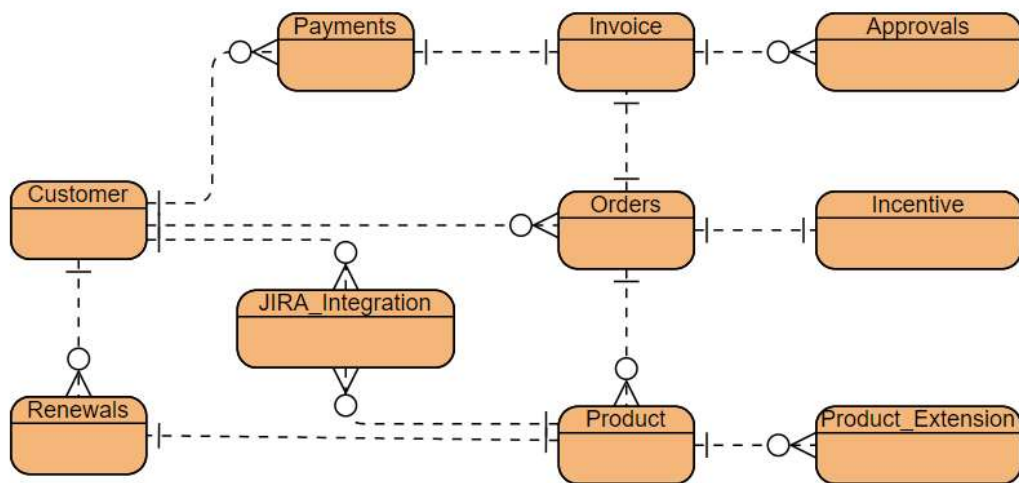 Payments
Invoice
Approvals
Customer
Orders
Incentive
JIRA_Integration
Renewals
Product
Product_Extension